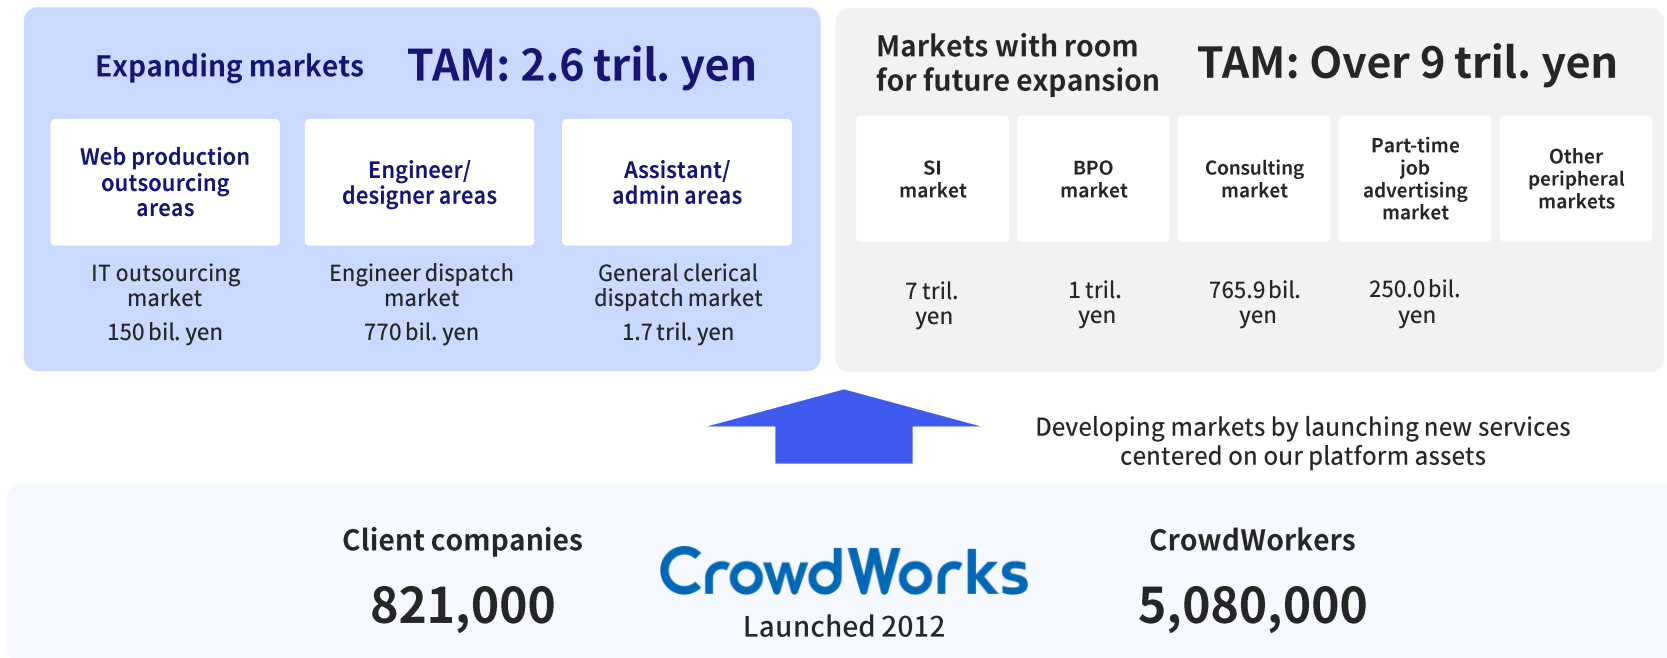 Expanding markets
TAM: 2.6 tril. yen
Web production
outsourcing
areas
Engineer/
designer areas
Assistant/
admin areas
IT outsourcing
market
150 bil. yen
Engineer dispatch
market
770 bil. yen
General clerical
dispatch market
1.7 tril. yen
Markets with room
for future expansion
TAM: Over 9 tril. yen
SI
market
BPO
market
Consulting
market
Part-time
job
advertising
market
Other
peripheral
markets
7 tril.
yen
1 tril.
yen
765.9 bil.
yen
250.0 bil.
yen
Developing markets by launching new services
centered on our platform assets
Client companies
821,000
CrowdWorks
Launched 2012
CrowdWorkers
5,080,000